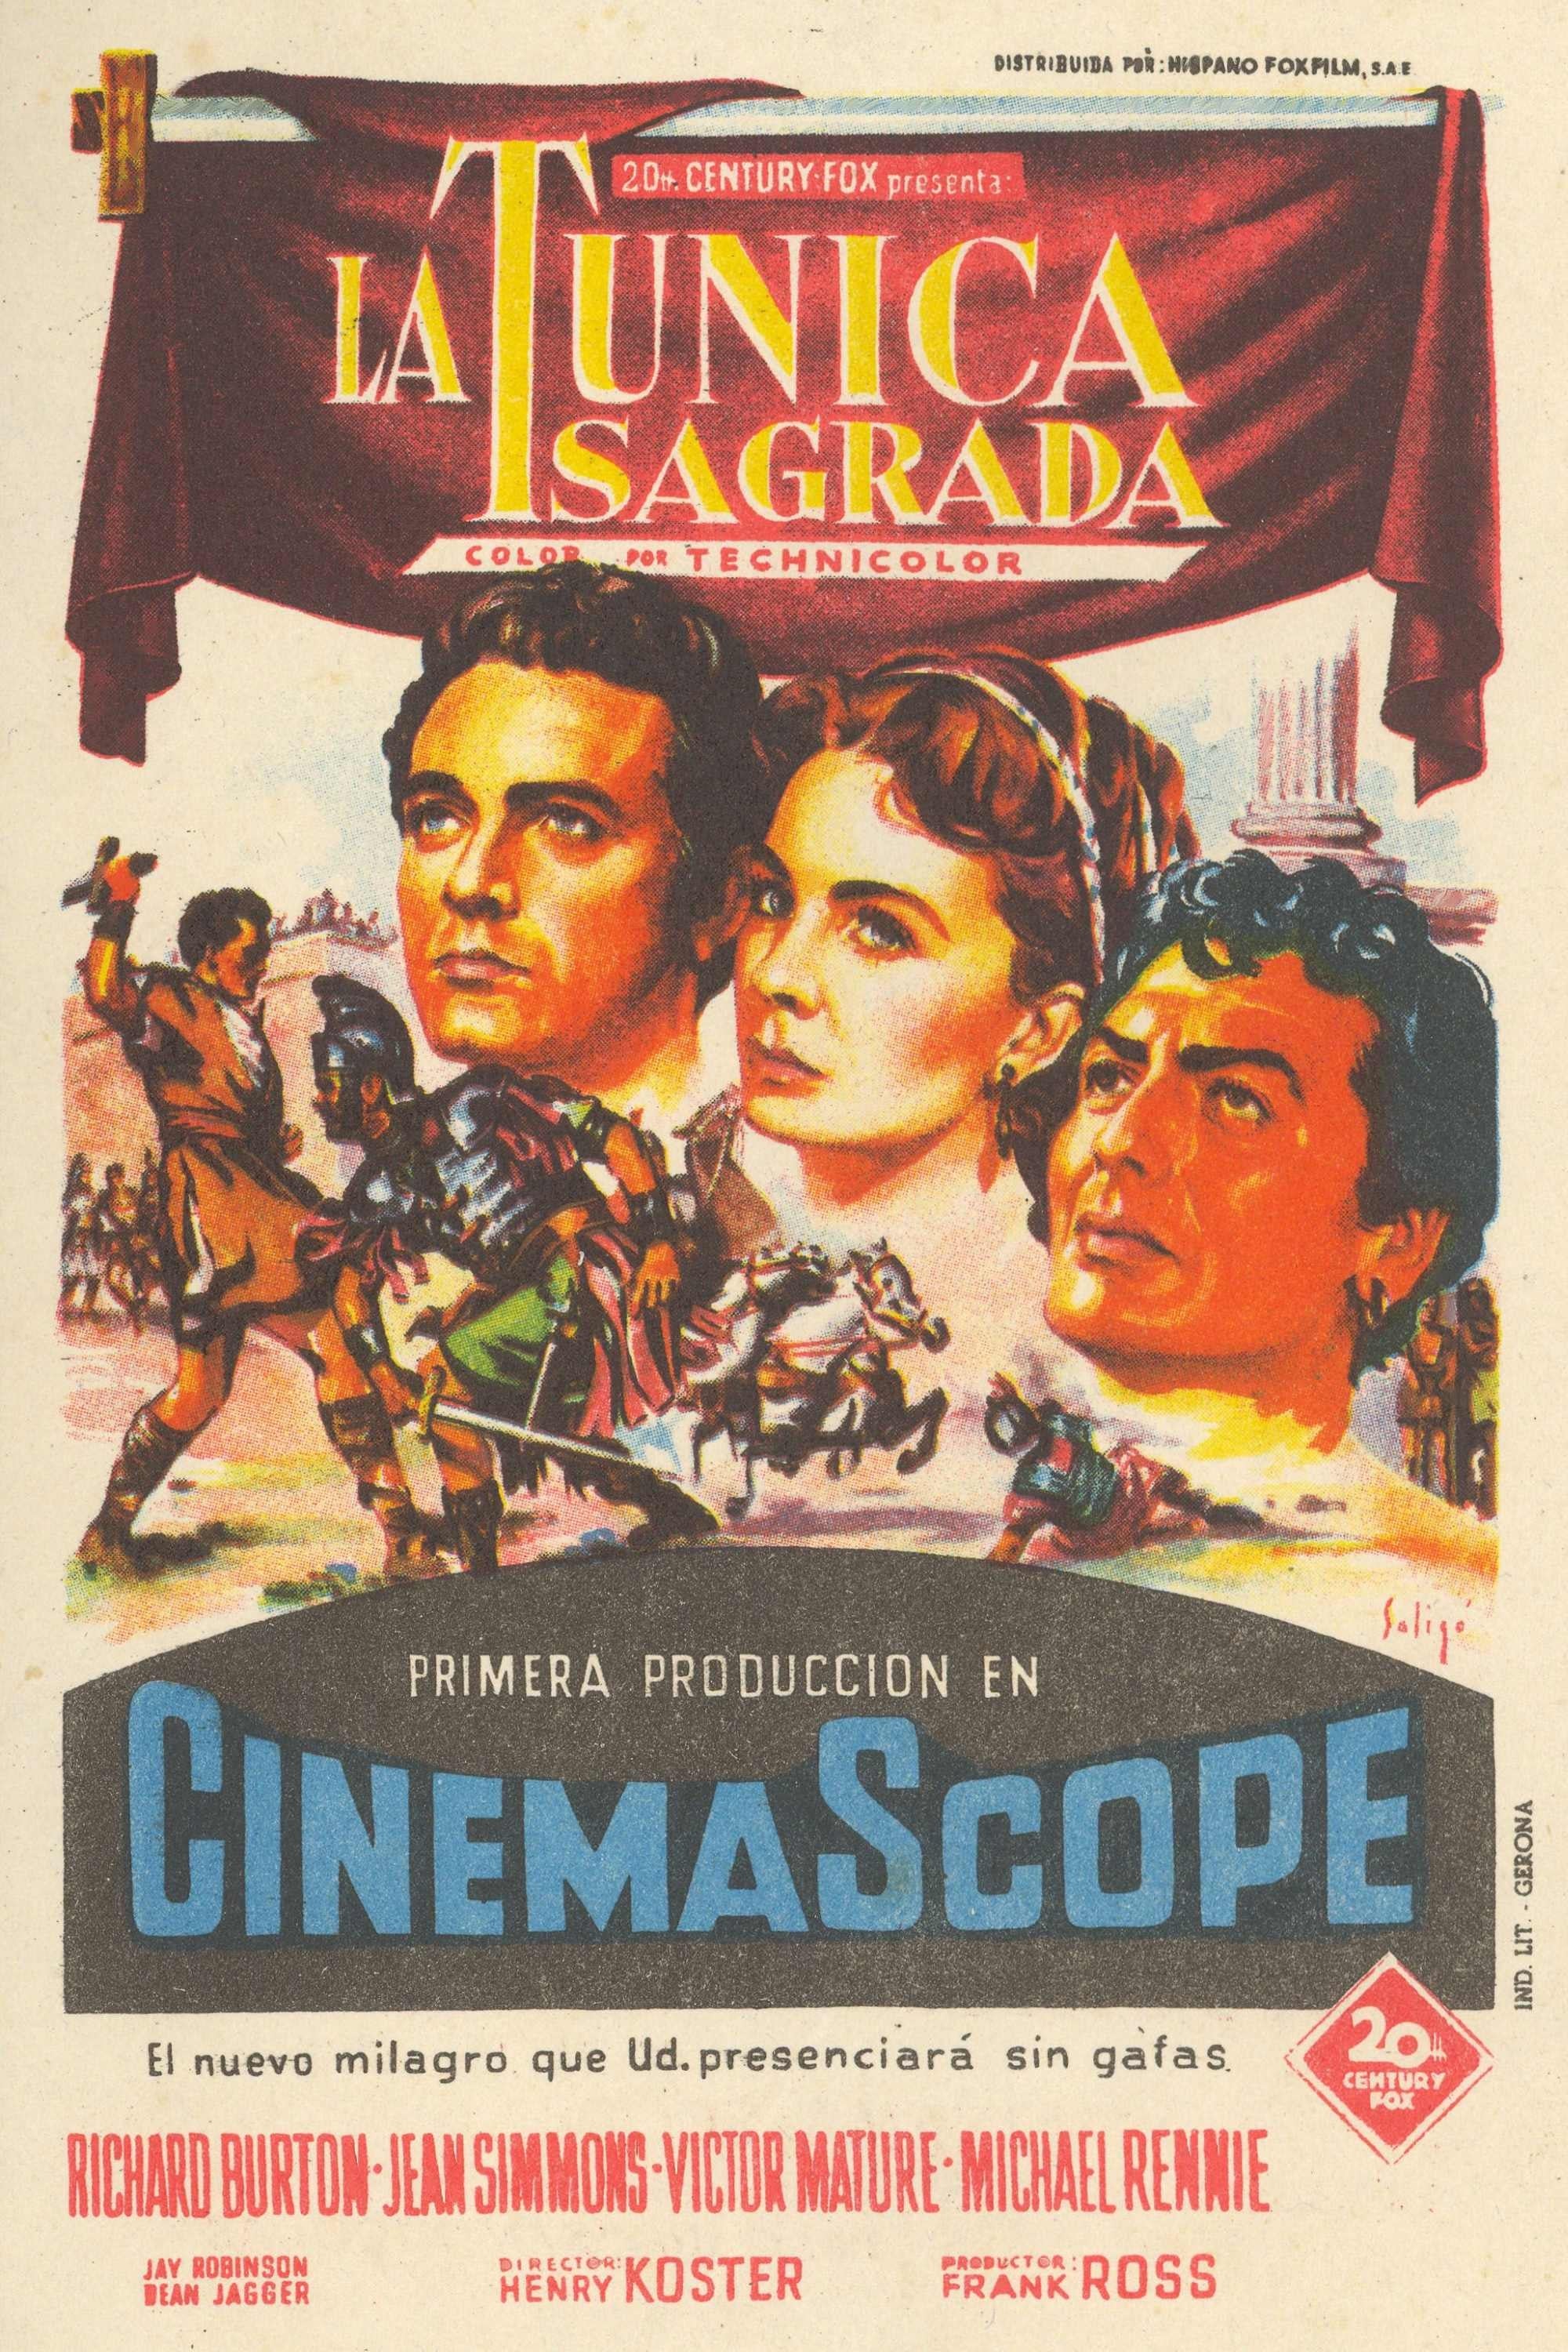 DISTRIBUIDA POR: HISPANO FOXFILM, S.A.E
20th CENTURY-FOX presenta:
LA TUNICA
SAGRADA
COLOR POR TECHNICOLOR
Soligó
PRIMERA PRODUCCION EN
CINEMASCOPE
IND. LIT. - GERONA
El nuevo milagro que Ud. presenciará sin gafas.
20th
CENTURY
FOX
RICHARD BURTON · JEAN SIMMONS · VICTOR MATURE · MICHAEL RENNIE
JAY ROBINSON
DEAN JAGGER
DIRECTOR:
HENRY KOSTER
PRODUCTOR:
FRANK ROSS